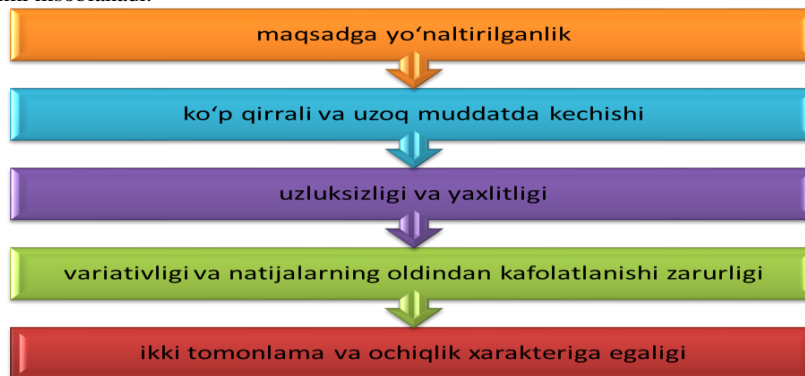 maqsadga yo‘naltirilganlik
ko‘p qirrali va uzoq muddatda kechishi
uzluksizligi va yaxlitligi
variativligi va natijalarning oldindan kafolatlanishi zarurligi
ikki tomonlama va ochiqlik xarakteriga egaligi